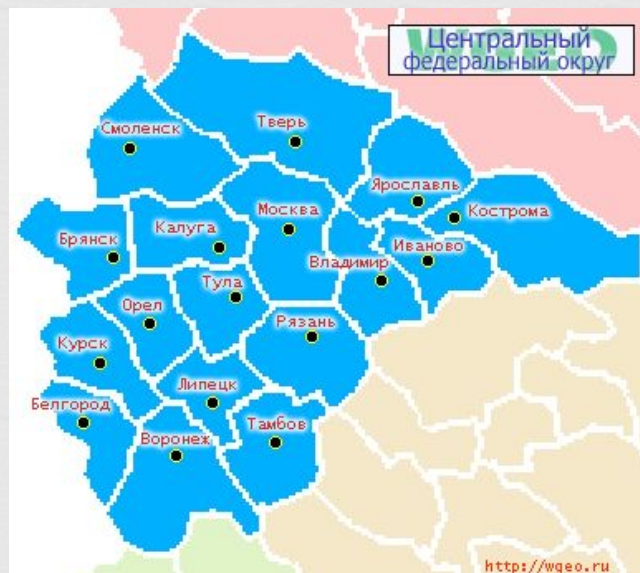 Центральный
федеральный округ
Смоленск
Тверь
Ярославль
Кострома
Москва
Калуга
Брянск
Иваново
Владимир
Тула
Орел
Рязань
Курск
Липецк
Белгород
Тамбов
Воронеж
http://wgeo.ru